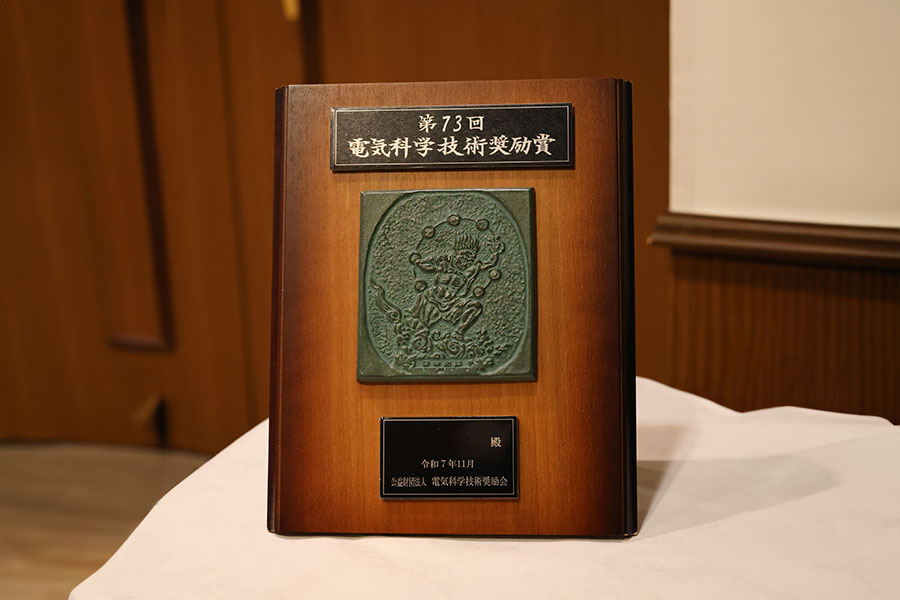 第73回
電気科学技術奨励賞
殿
令和7年11月
公益財団法人 電気科学技術奨励会